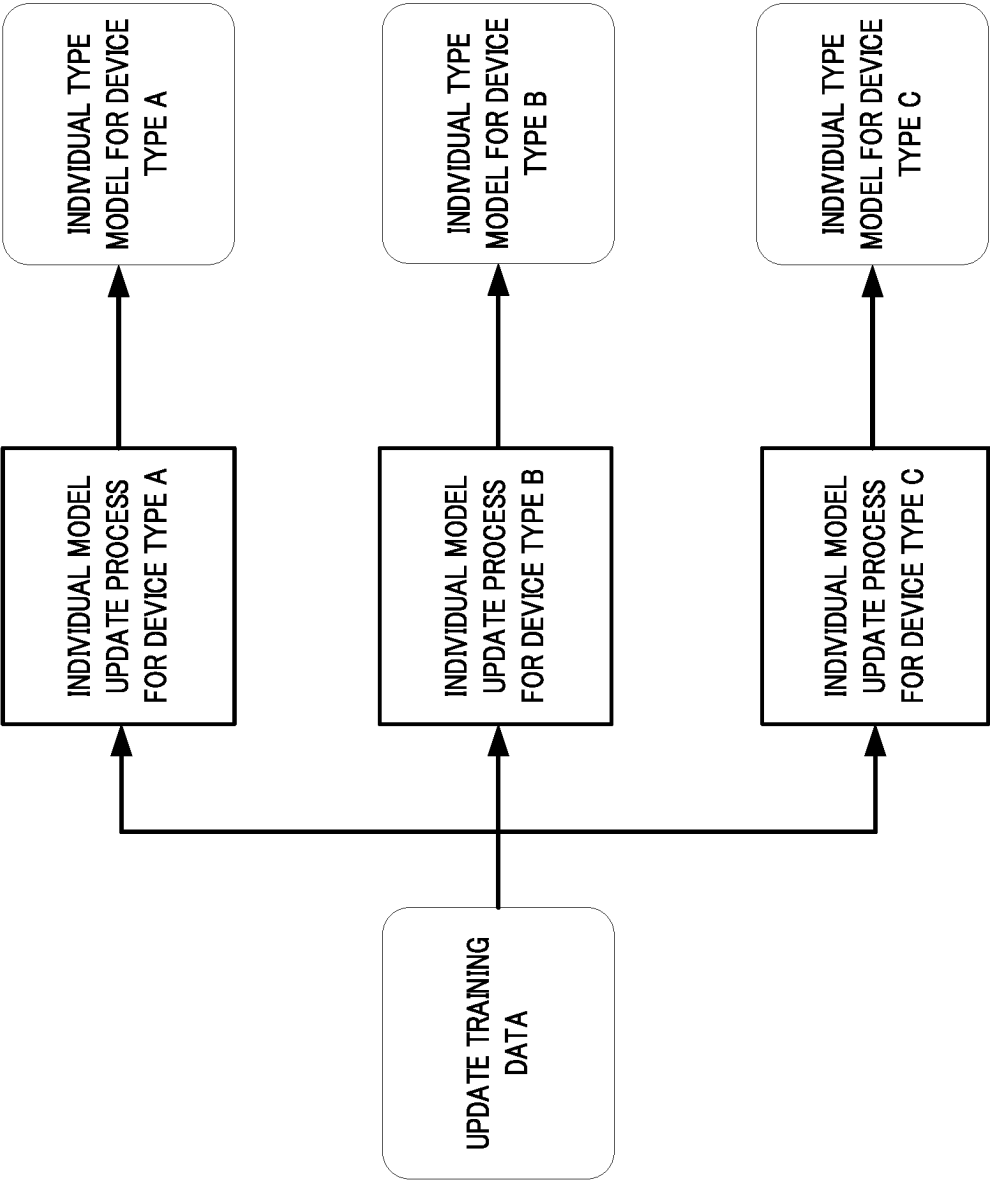 UPDATE TRAINING
DATA
INDIVIDUAL MODEL
UPDATE PROCESS
FOR DEVICE TYPE A
INDIVIDUAL TYPE
MODEL FOR DEVICE
TYPE A
INDIVIDUAL MODEL
UPDATE PROCESS
FOR DEVICE TYPE B
INDIVIDUAL TYPE
MODEL FOR DEVICE
TYPE B
INDIVIDUAL MODEL
UPDATE PROCESS
FOR DEVICE TYPE C
INDIVIDUAL TYPE
MODEL FOR DEVICE
TYPE C